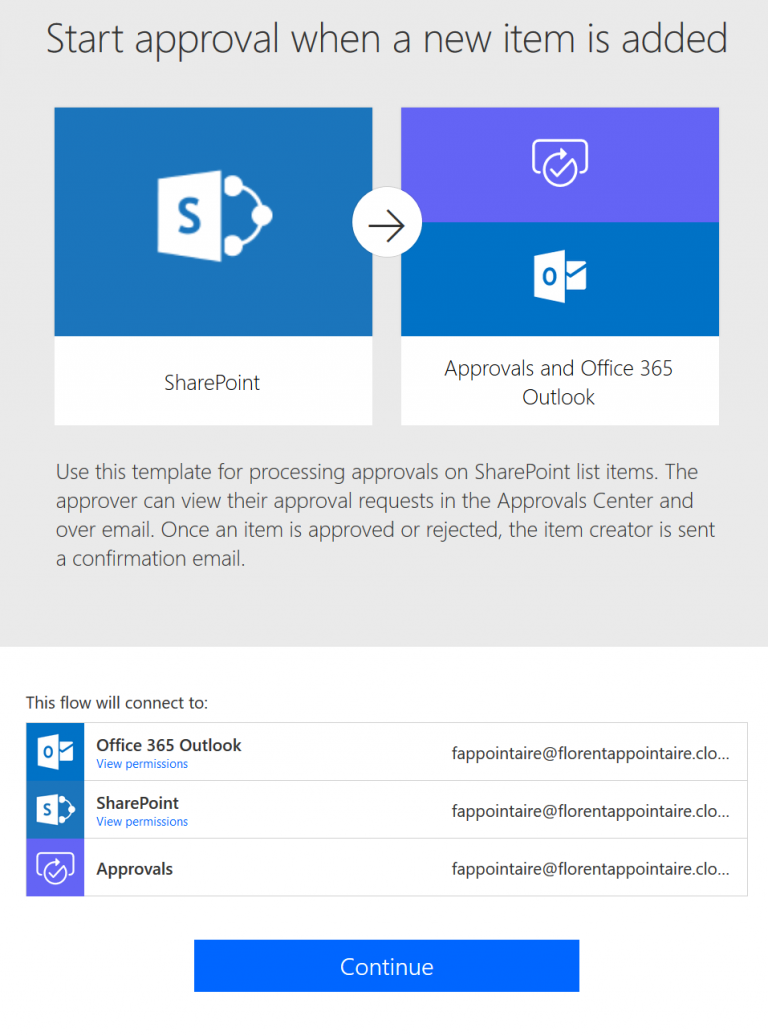 Start approval when a new item is added
S
O
SharePoint
Approvals and Office 365
Outlook
Use this template for processing approvals on SharePoint list items. The
approver can view their approval requests in the Approvals Center and
over email. Once an item is approved or rejected, the item creator is sent
a confirmation email.
This flow will connect to:
O
Office 365 Outlook
View permissions
fappointaire@florentappointaire.clo...
S
SharePoint
View permissions
fappointaire@florentappointaire.clo...
Approvals
fappointaire@florentappointaire.clo...
Continue